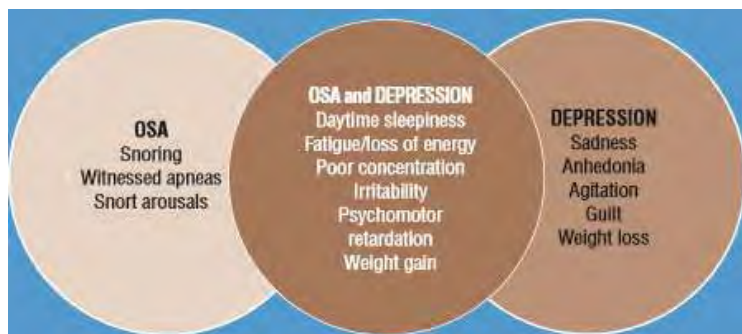 OSA
Snoring
Witnessed apneas
Snort arousals
OSA and DEPRESSION
Daytime sleepiness
Fatigue/loss of energy
Poor concentration
Irritability
Psychomotor
retardation
Weight gain
DEPRESSION
Sadness
Anhedonia
Agitation
Guilt
Weight loss